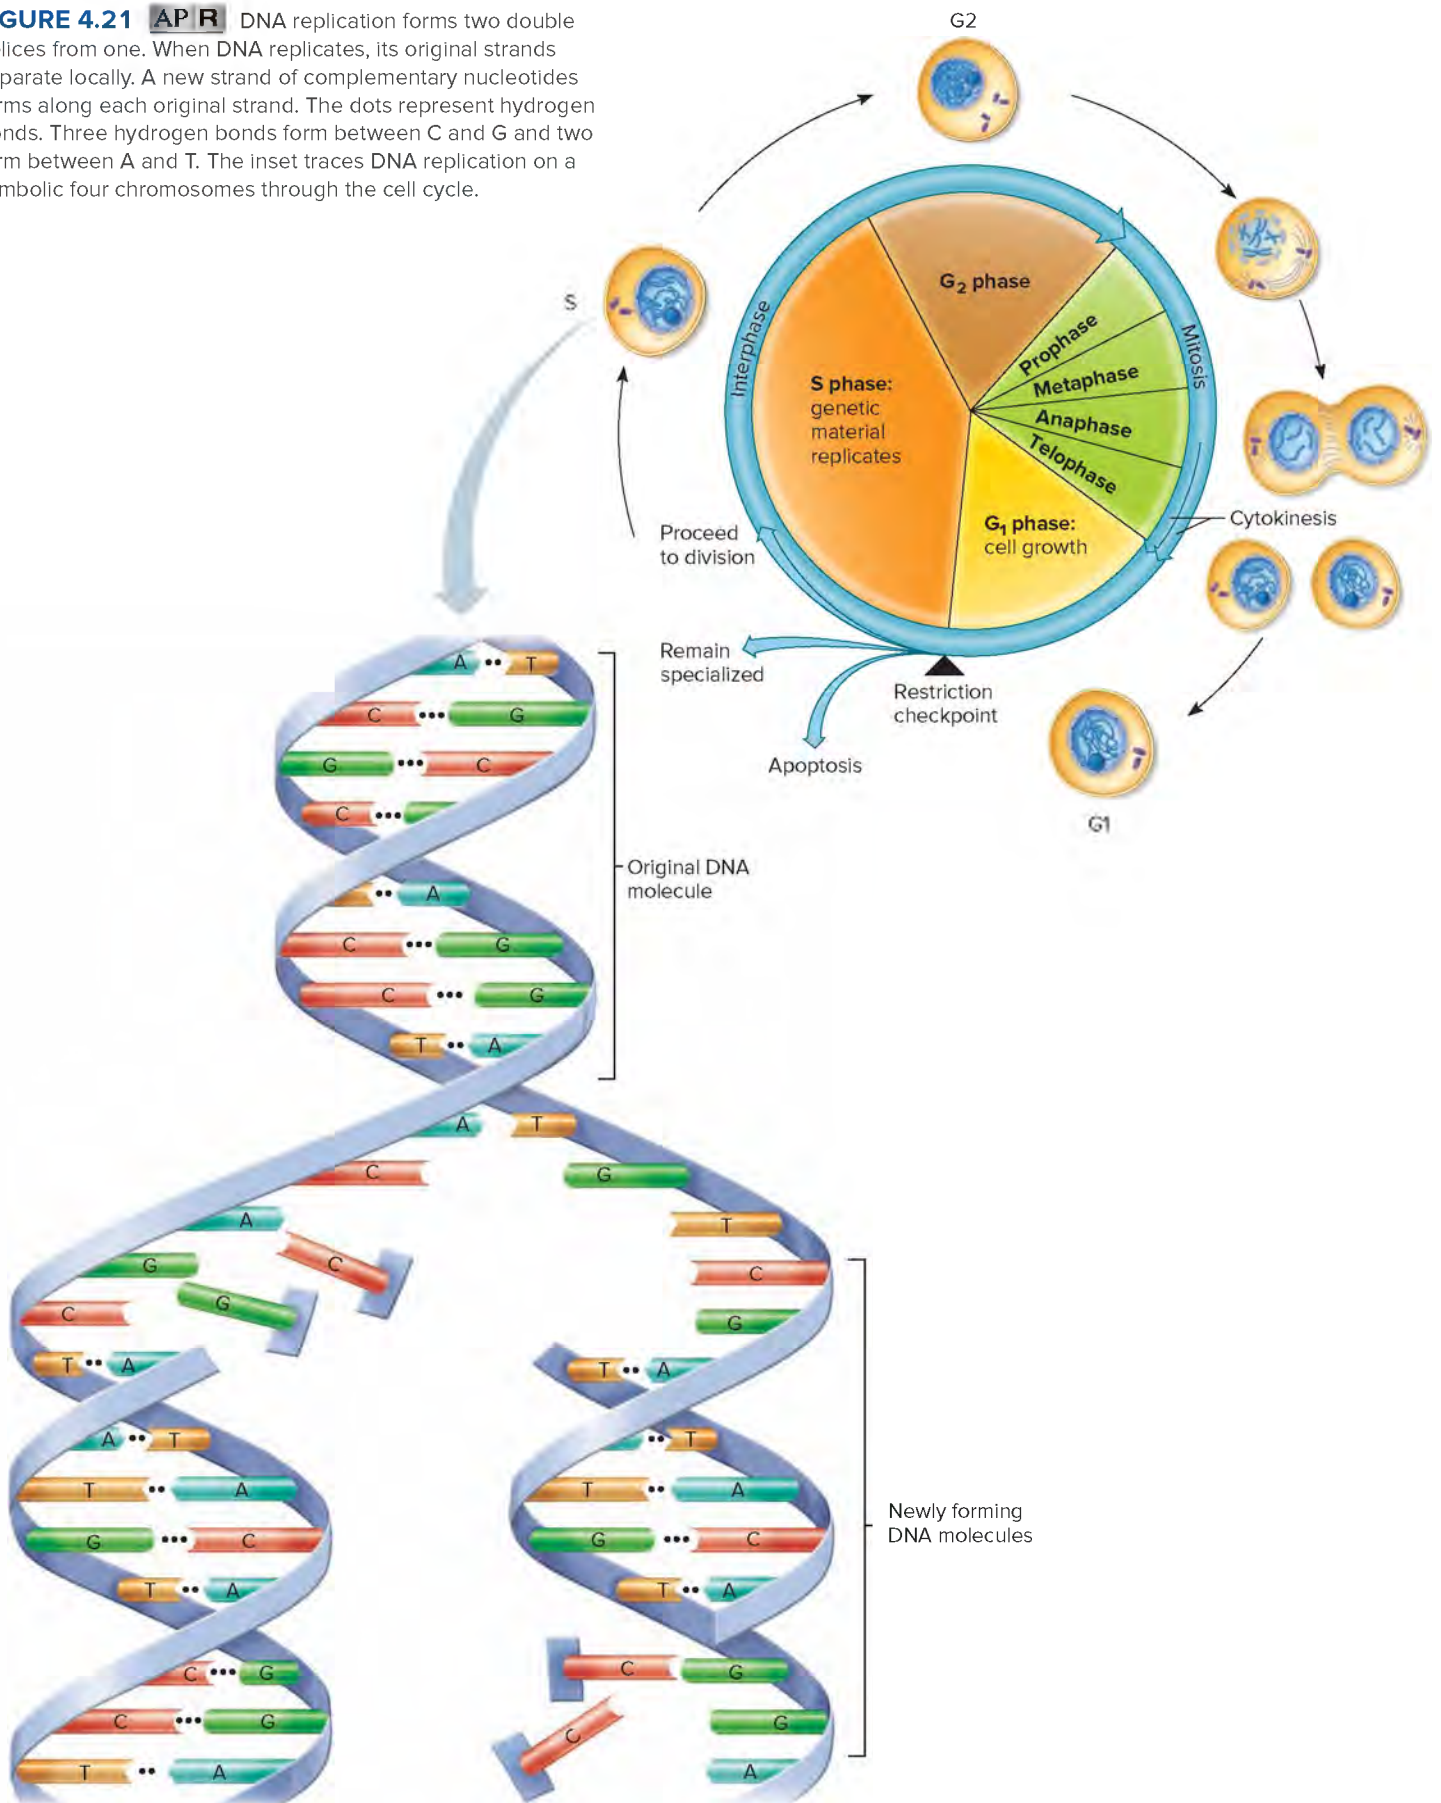 GURE 4.21 AP|R DNA replication forms two double
lices from one. When DNA replicates, its original strands
parate locally. A new strand of complementary nucleotides
rms along each original strand. The dots represent hydrogen
nds. Three hydrogen bonds form between C and G and two
rm between A and T. The inset traces DNA replication on a
mbolic four chromosomes through the cell cycle.
G2
S
Interphase
G2 phase
Prophase
Metaphase
Anaphase
Telophase
Mitosis
S phase:
genetic
material
replicates
G1 phase:
cell growth
Cytokinesis
Proceed
to division
Remain
specialized
Restriction
checkpoint
Apoptosis
G1
A T
C G
G C
C
Original DNA
molecule
A
C G
C G
T A
A T
C G
A T
G C C
G G
C
T A T A
A T T
T A T A
G C G C
T A T A
Newly forming
DNA molecules
C G C G
C G C G
T A A